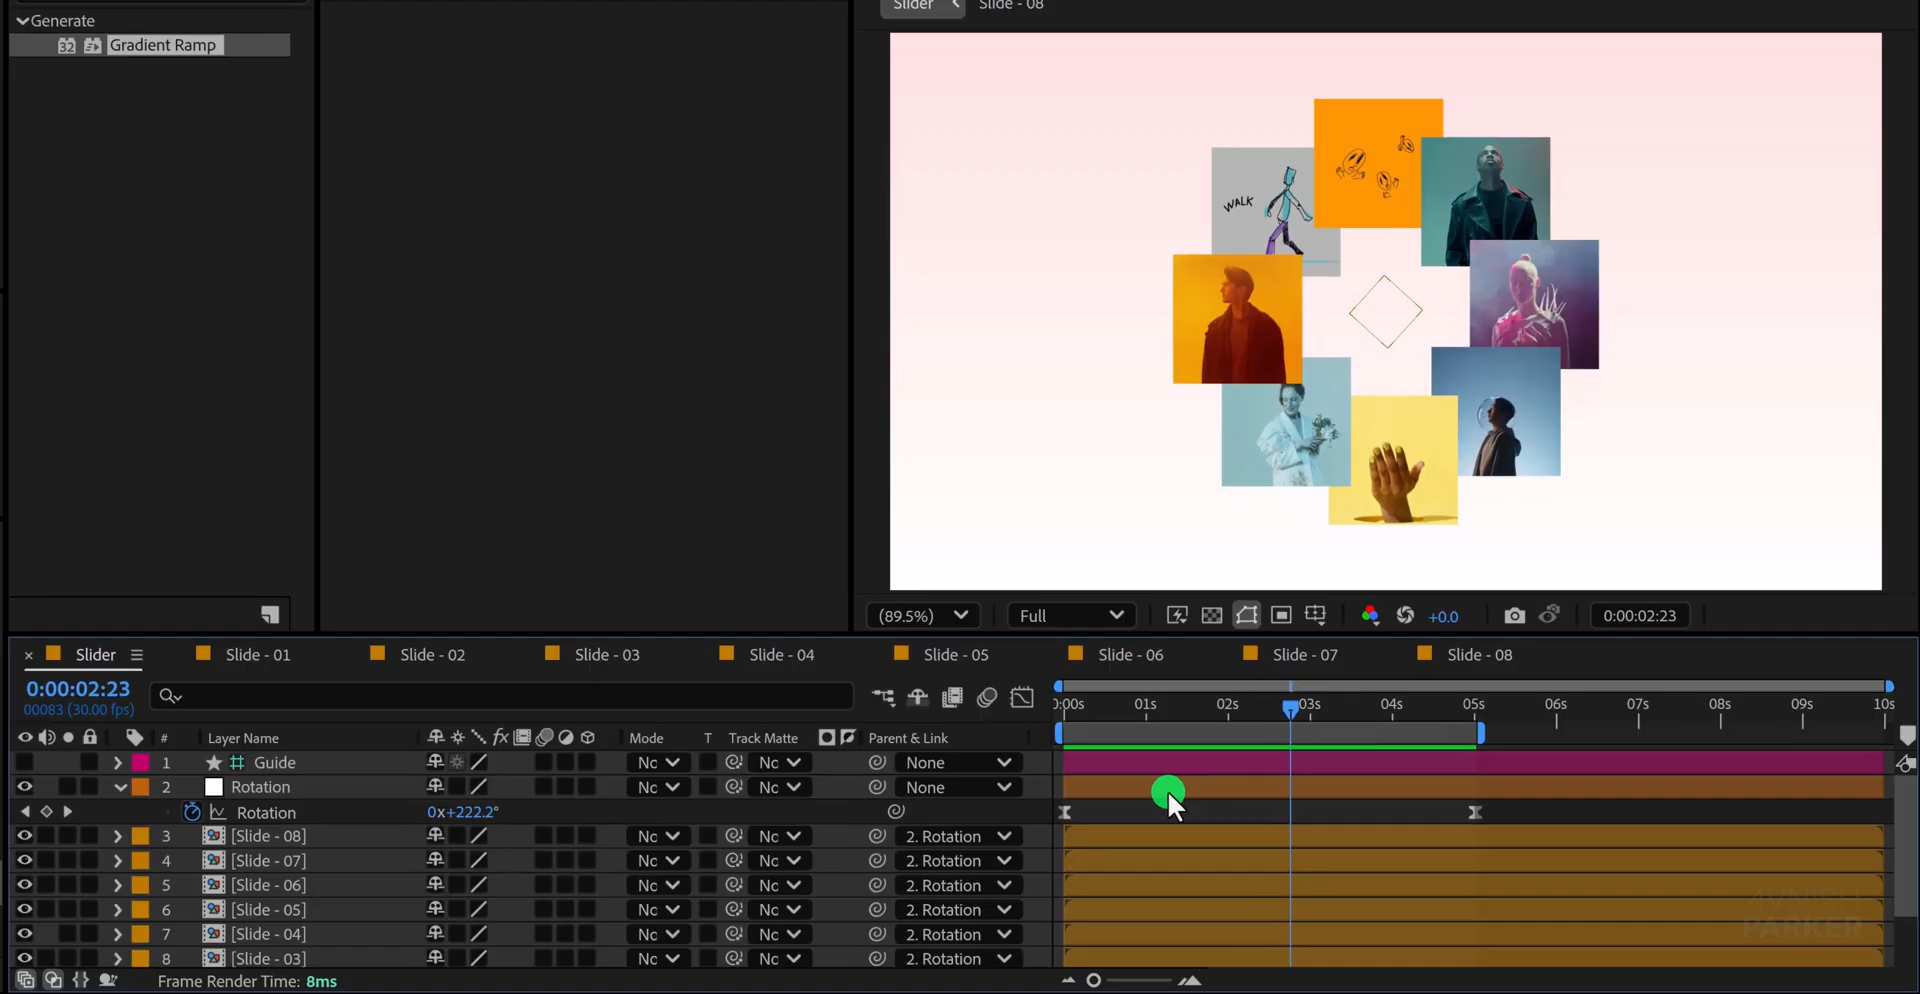 Slider Slide - 08
Generate
32 Gradient Ramp
WALK
(89.5%) Full +0.0 0:00:02:23
Slider Slide - 01 Slide - 02 Slide - 03 Slide - 04 Slide - 05 Slide - 06 Slide - 07 Slide - 08
0:00:02:23
00083 (30.00 fps)
0:00s 01s 02s 03s 04s 05s 06s 07s 08s 09s 10s
# Layer Name fx Mode T Track Matte Parent & Link
1 Guide Nc Nc None
2 Rotation Nc Nc None
Rotation 0x+222.2°
3 [Slide - 08] Nc Nc 2. Rotation
4 [Slide - 07] Nc Nc 2. Rotation
5 [Slide - 06] Nc Nc 2. Rotation
6 [Slide - 05] Nc Nc 2. Rotation
7 [Slide - 04] Nc Nc 2. Rotation
8 [Slide - 03] Nc Nc 2. Rotation
PARKER
Frame Render Time: 8ms